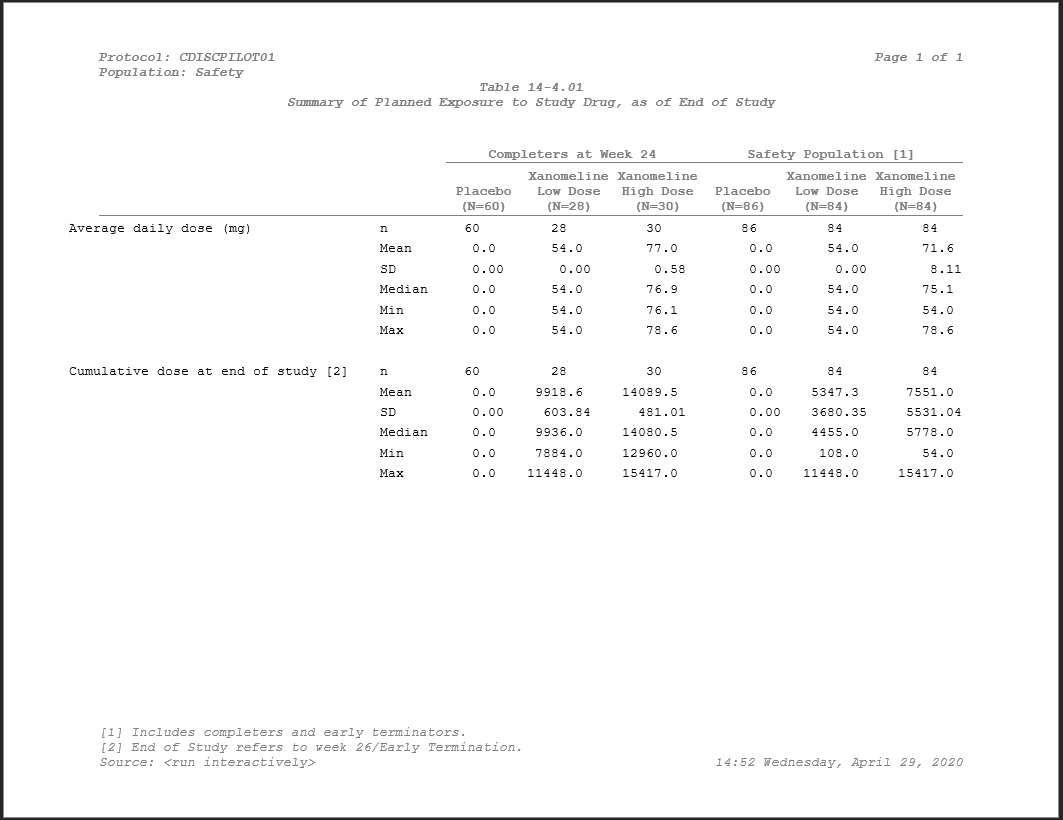 Protocol: CDISCPILOT01 Page 1 of 1
Population: Safety
Table 14-4.01
Summary of Planned Exposure to Study Drug, as of End of Study
Completers at Week 24 Safety Population [1]
Xanomeline Xanomeline Xanomeline Xanomeline
Placebo Low Dose High Dose Placebo Low Dose High Dose
(N=60) (N=28) (N=30) (N=86) (N=84) (N=84)
Average daily dose (mg) n 60 28 30 86 84 84
Mean 0.0 54.0 77.0 0.0 54.0 71.6
SD 0.00 0.00 0.58 0.00 0.00 8.11
Median 0.0 54.0 76.9 0.0 54.0 75.1
Min 0.0 54.0 76.1 0.0 54.0 54.0
Max 0.0 54.0 78.6 0.0 54.0 78.6
Cumulative dose at end of study [2] n 60 28 30 86 84 84
Mean 0.0 9918.6 14089.5 0.0 5347.3 7551.0
SD 0.00 603.84 481.01 0.00 3680.35 5531.04
Median 0.0 9936.0 14080.5 0.0 4455.0 5778.0
Min 0.0 7884.0 12960.0 0.0 108.0 54.0
Max 0.0 11448.0 15417.0 0.0 11448.0 15417.0
[1] Includes completers and early terminators.
[2] End of Study refers to week 26/Early Termination.
Source: <run interactively> 14:52 Wednesday, April 29, 2020